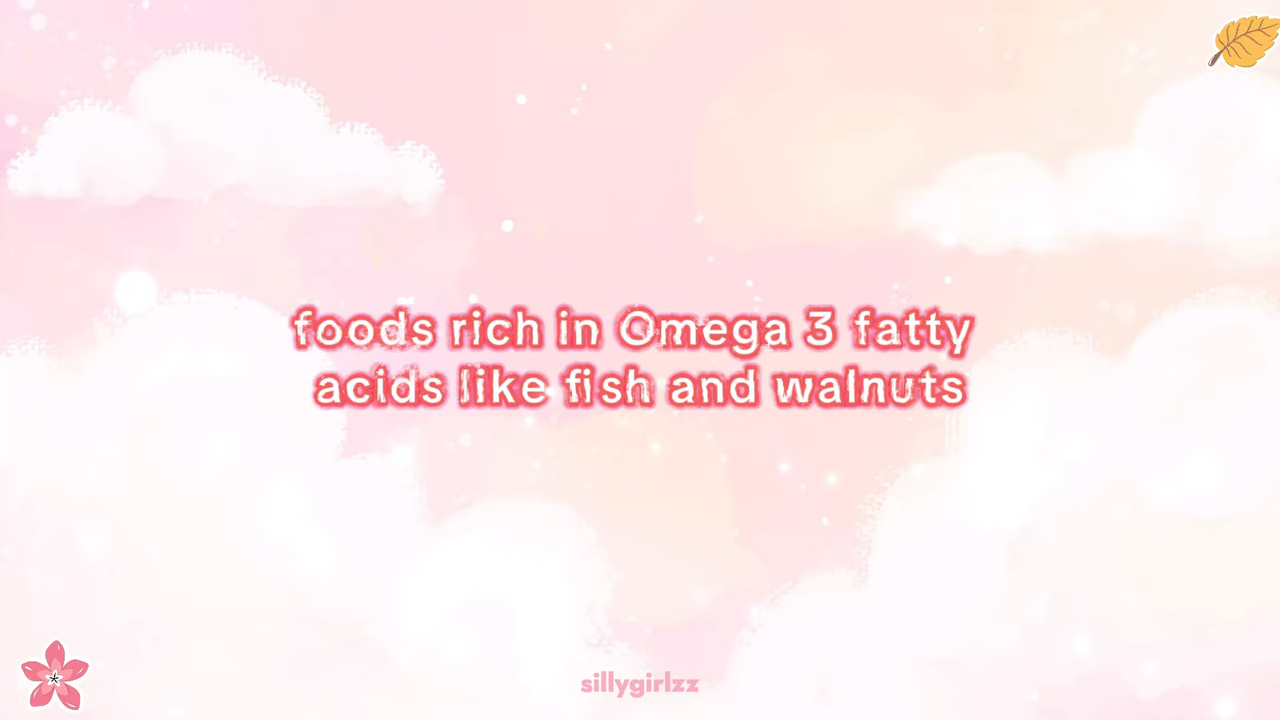 foods rich in Omega 3 fatty
acids like fish and walnuts
sillygirlzz